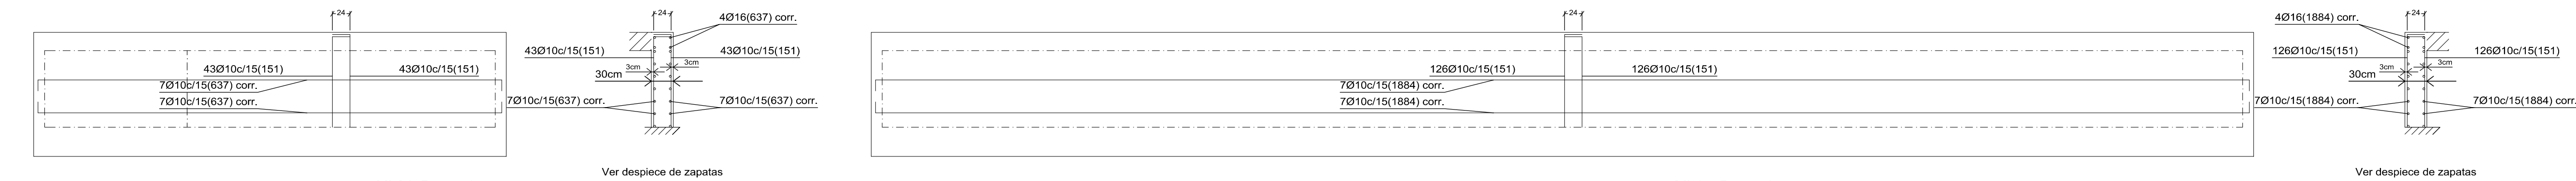 24
43Ø10c/15(151)
43Ø10c/15(151)
7Ø10c/15(637) corr.
7Ø10c/15(637) corr.
24
4Ø16(637) corr.
43Ø10c/15(151)
43Ø10c/15(151)
3cm
3cm
30cm
7Ø10c/15(637) corr.
7Ø10c/15(637) corr.
Ver despiece de zapatas
24
126Ø10c/15(151)
126Ø10c/15(151)
7Ø10c/15(1884) corr.
7Ø10c/15(1884) corr.
24
4Ø16(1884) corr.
126Ø10c/15(151)
126Ø10c/15(151)
3cm
3cm
30cm
7Ø10c/15(1884) corr.
7Ø10c/15(1884) corr.
Ver despiece de zapatas